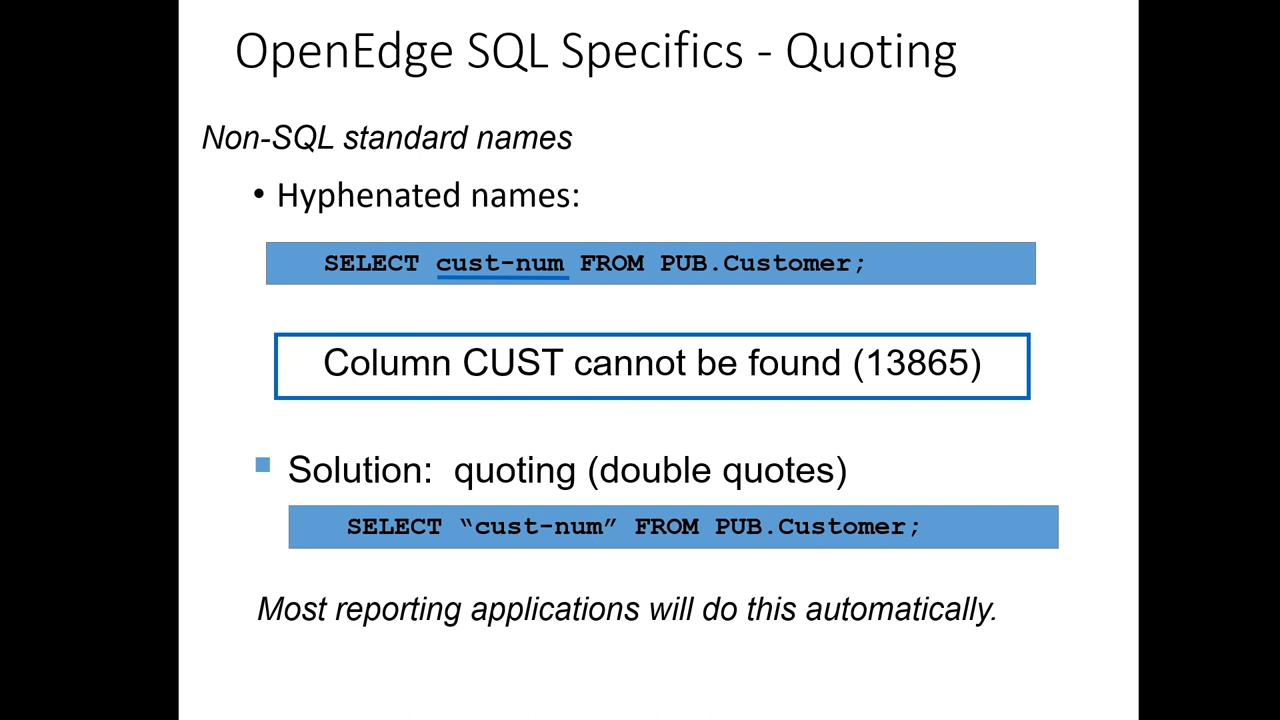 OpenEdge SQL Specifics - Quoting
Non-SQL standard names
• Hyphenated names:
SELECT cust-num FROM PUB.Customer;
Column CUST cannot be found (13865)
▪ Solution: quoting (double quotes)
SELECT “cust-num” FROM PUB.Customer;
Most reporting applications will do this automatically.